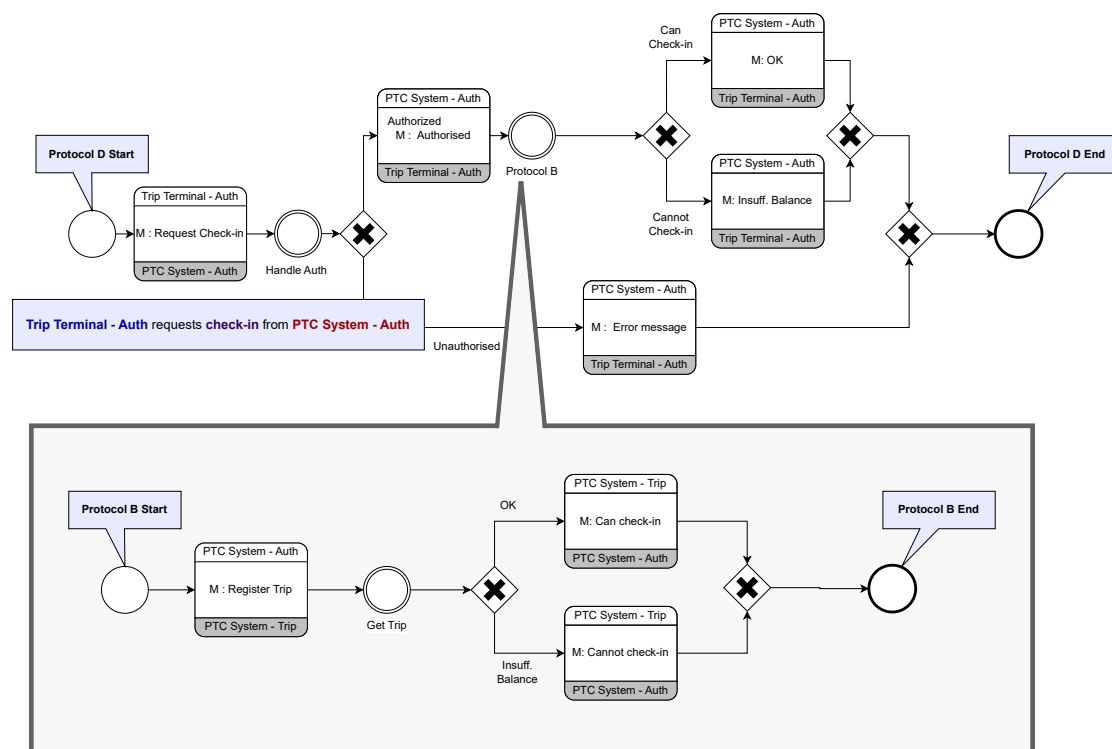 PTC System - Auth
Can
Check-in
M: OK
Trip Terminal - Auth
PTC System - Auth
Authorized
M :  Authorised
Trip Terminal - Auth
Protocol B
PTC System - Auth
M: Insuff. Balance
Trip Terminal - Auth
Cannot
Check-in
Protocol D Start
Protocol D End
Trip Terminal - Auth
M : Request Check-in
PTC System - Auth
Handle Auth
Trip Terminal - Auth requests check-in from PTC System - Auth
Unauthorised
PTC System - Auth
M :  Error message
Trip Terminal - Auth
Protocol B Start
PTC System - Auth
M : Register Trip
PTC System - Trip
Get Trip
OK
PTC System - Trip
M: Can check-in
PTC System - Auth
Insuff.
Balance
PTC System - Trip
M: Cannot check-in
PTC System - Auth
Protocol B End